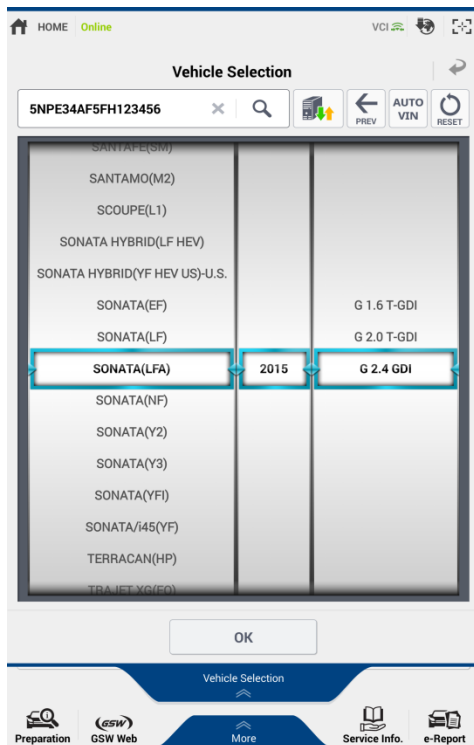 HOME Online VCI
Vehicle Selection
5NPE34AF5FH123456 PREV AUTO VIN RESET
SANTAFE(SM)
SANTAMO(M2)
SCOUPE(L1)
SONATA HYBRID(LF HEV)
SONATA HYBRID(YF HEV US)-U.S.
SONATA(EF) G 1.6 T-GDI
SONATA(LF) G 2.0 T-GDI
SONATA(LFA) 2015 G 2.4 GDI
SONATA(NF)
SONATA(Y2)
SONATA(Y3)
SONATA(YFI)
SONATA/i45(YF)
TERRACAN(HP)
TRAJET XG(FO)
OK
Vehicle Selection
Preparation (GSW) GSW Web More Service Info. e-Report